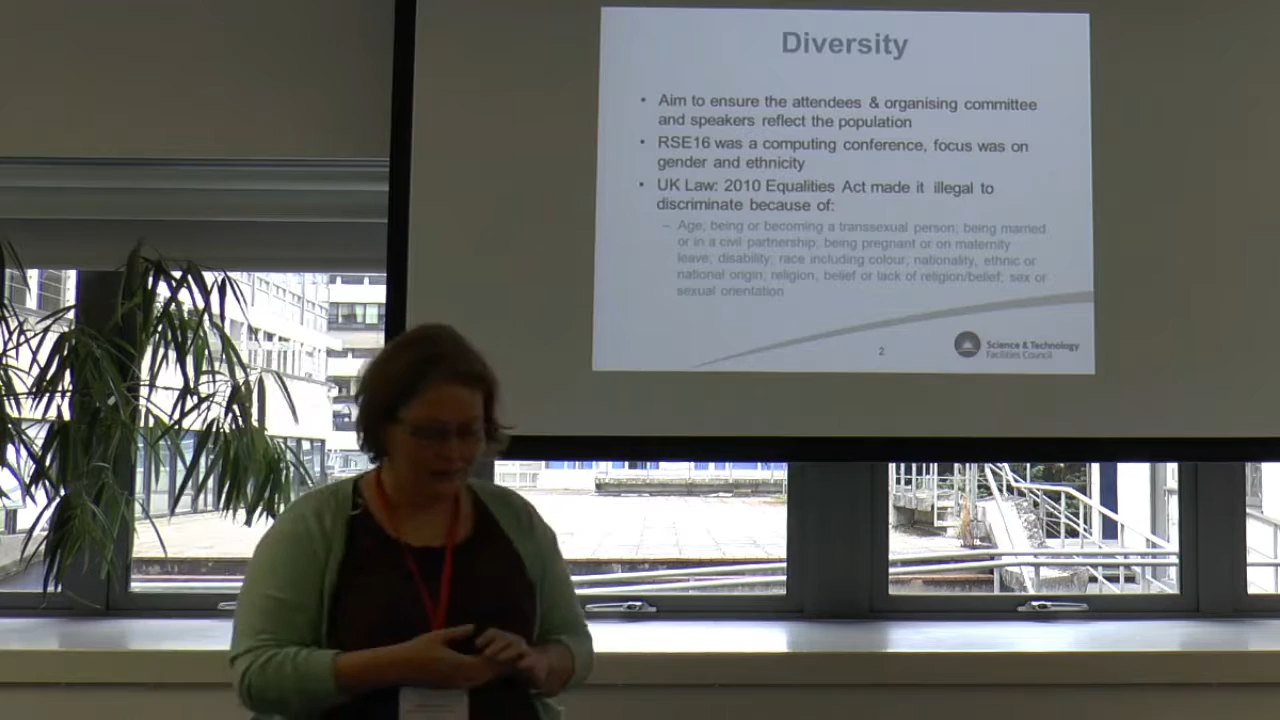 Diversity
• Aim to ensure the attendees & organising committee
and speakers reflect the population
• RSE16 was a computing conference, focus was on
gender and ethnicity
• UK Law: 2010 Equalities Act made it illegal to
discriminate because of:
– Age; being or becoming a transsexual person; being married
or in a civil partnership; being pregnant or on maternity
leave; disability; race including colour, nationality, ethnic or
national origin; religion, belief or lack of religion/belief; sex or
sexual orientation
2
Science & Technology
Facilities Council